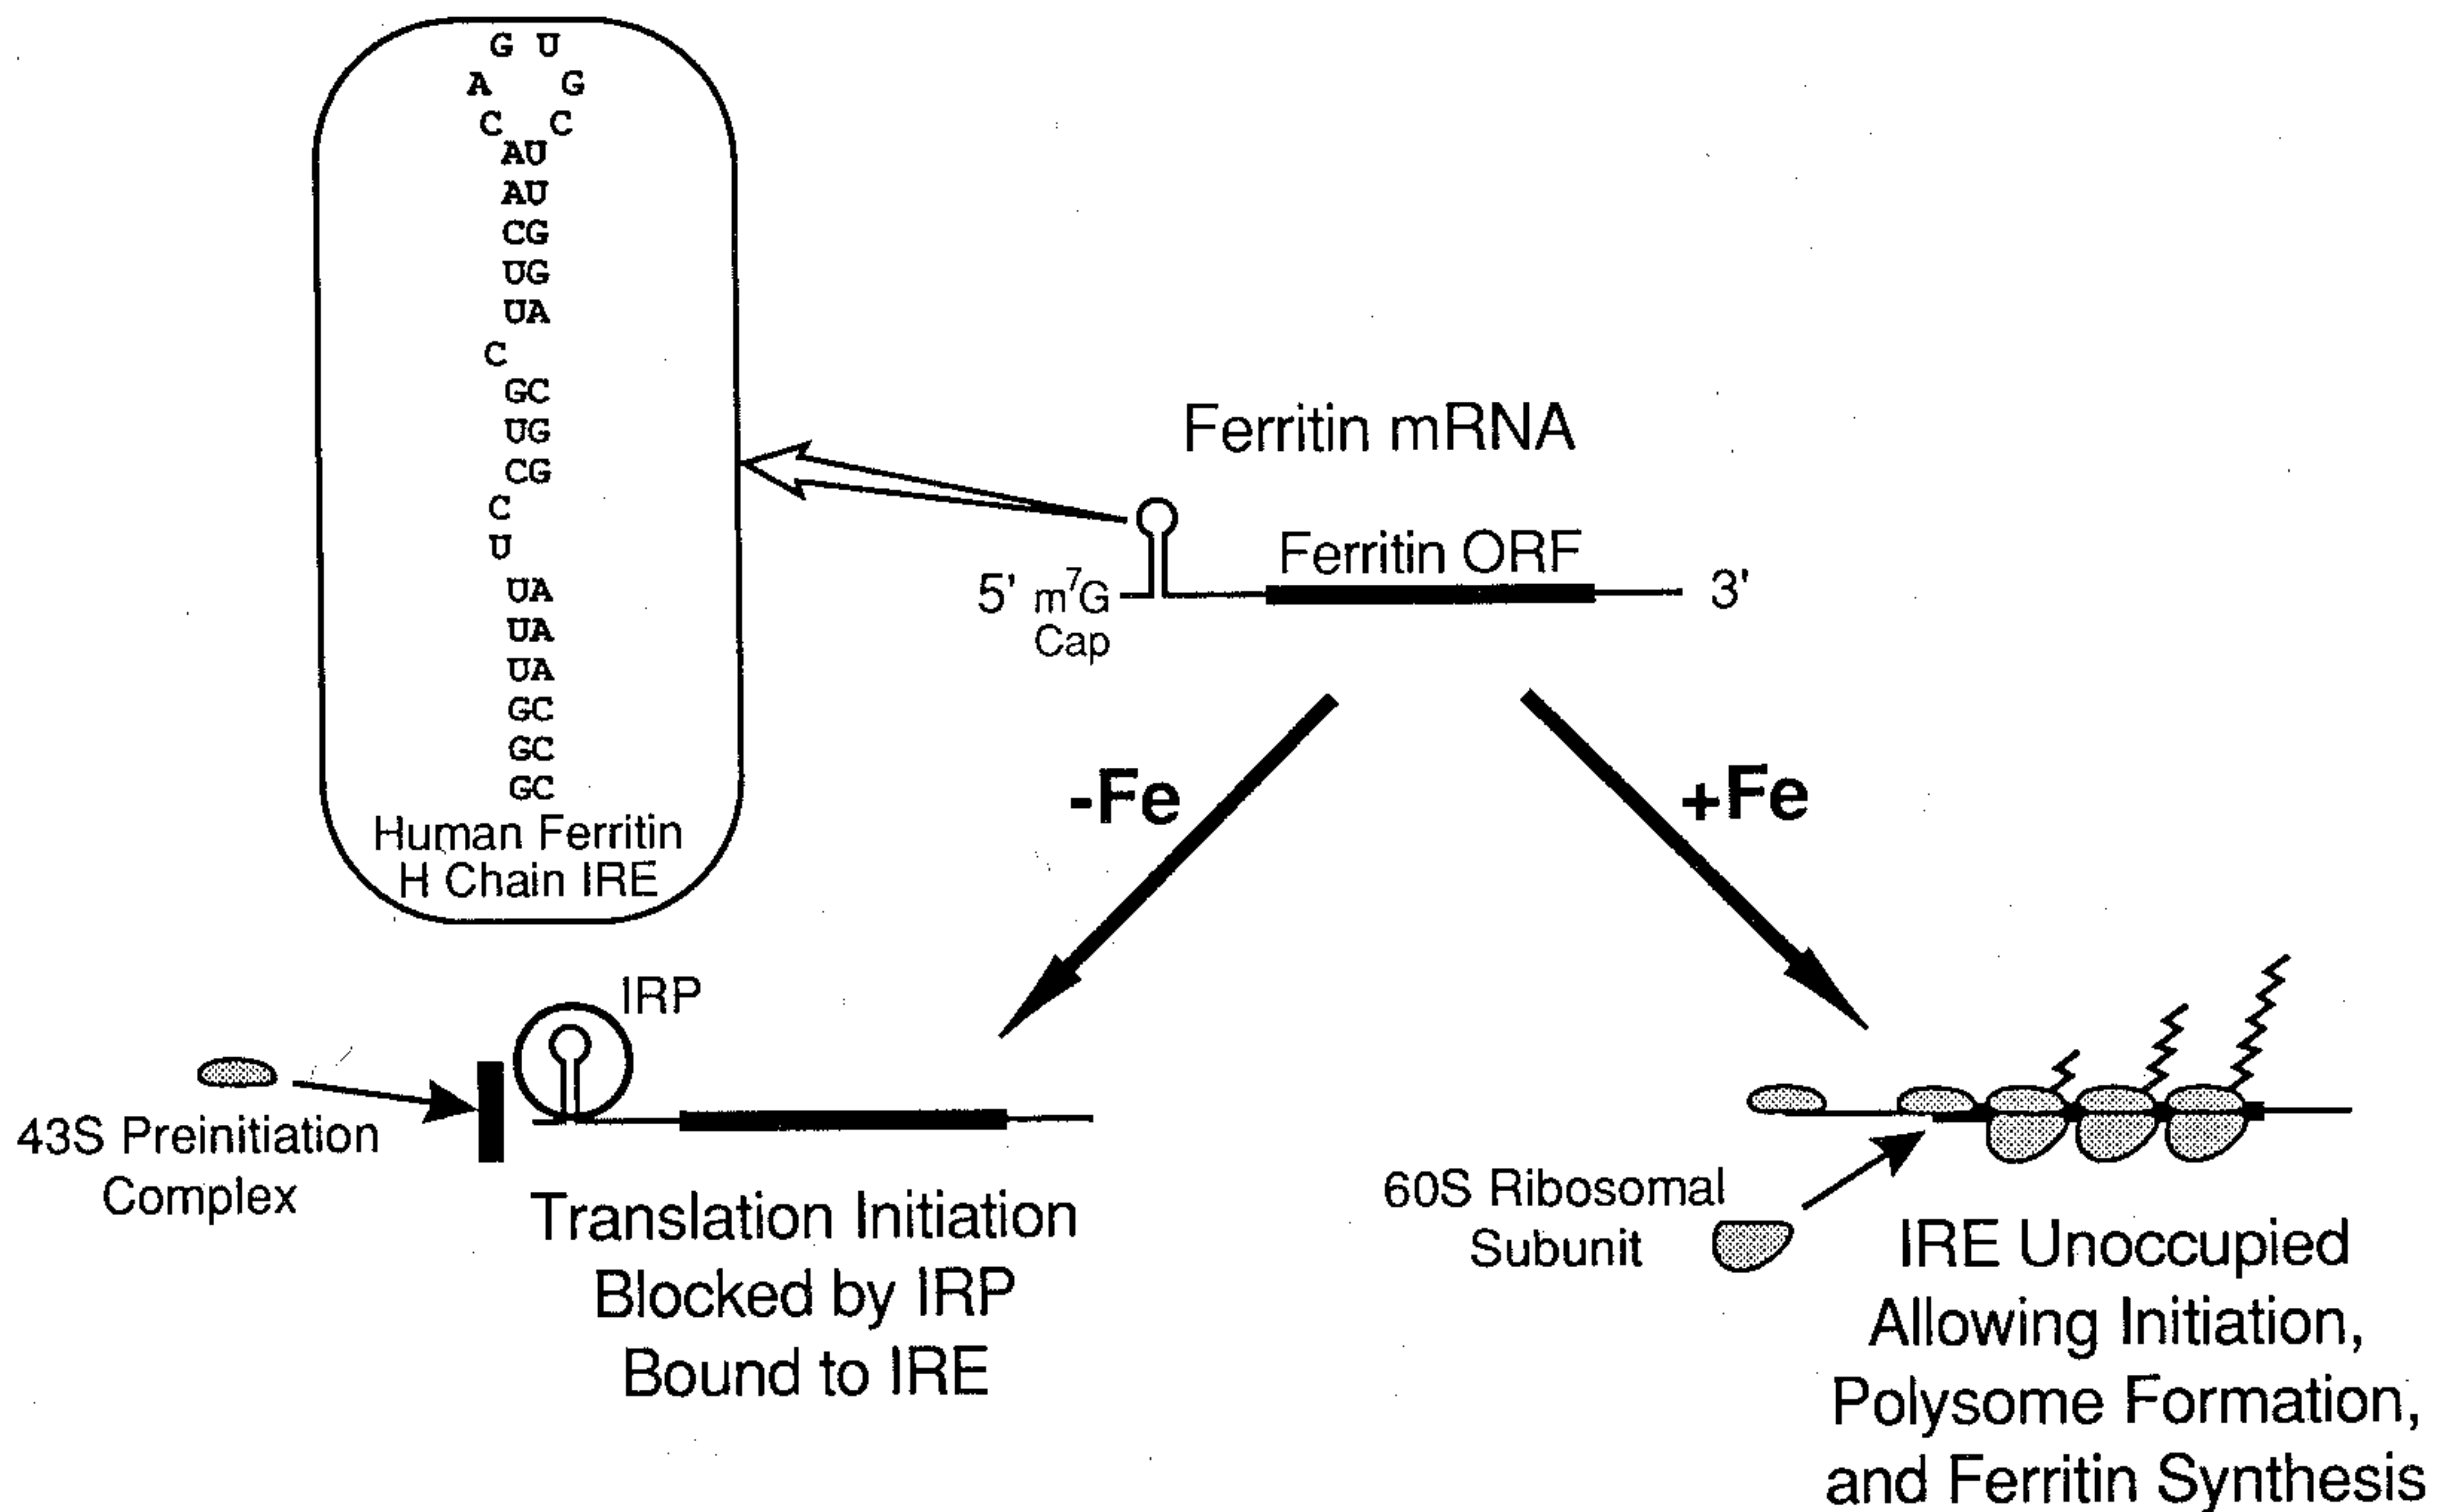 G U
A G
C C
AU
AU
CG
UG
UA
C
GC
UG
CG
C
U
UA
UA
UA
GC
GC
GC
Human Ferritin
H Chain IRE
Ferritin mRNA
Ferritin ORF
5' m⁷G
Cap
3'
-Fe
+Fe
IRP
43S Preinitiation
Complex
Translation Initiation
Blocked by IRP
Bound to IRE
60S Ribosomal
Subunit
IRE Unoccupied
Allowing Initiation,
Polysome Formation,
and Ferritin Synthesis